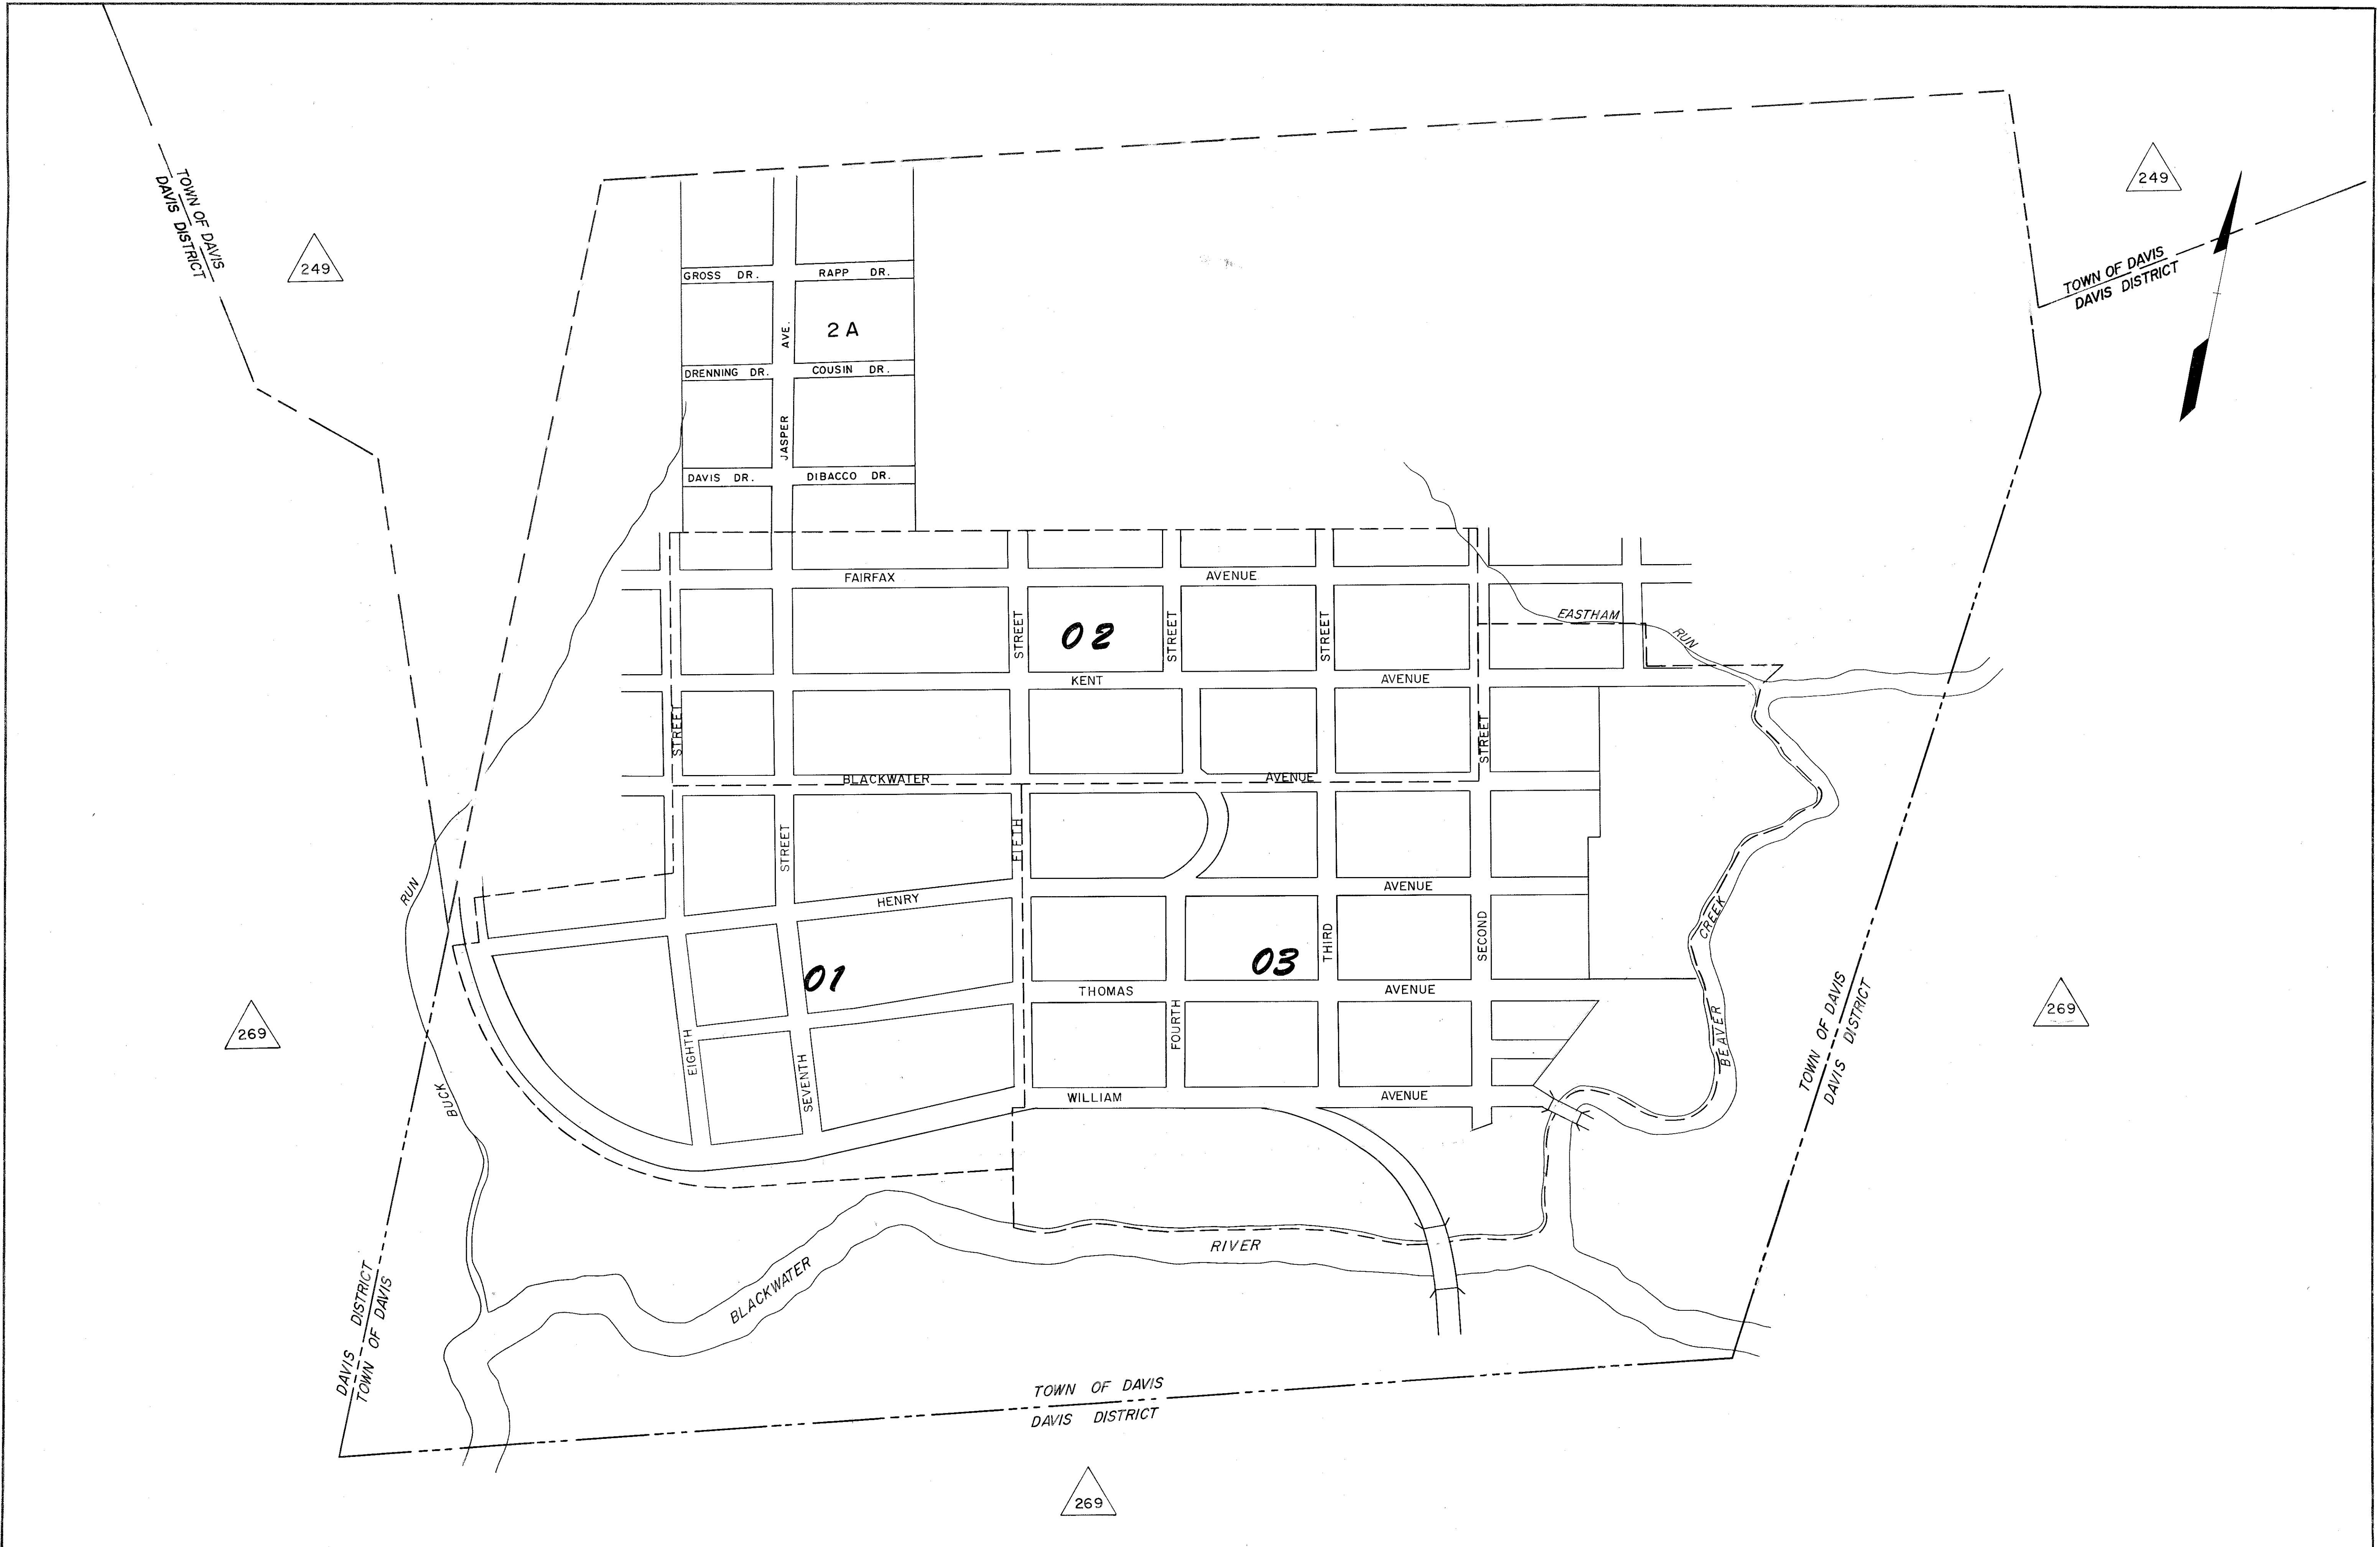 TOWN OF DAVIS
DAVIS DISTRICT
249
249
TOWN OF DAVIS
DAVIS DISTRICT
GROSS DR.
RAPP DR.
2 A
JASPER AVE.
DRENNING DR.
COUSIN DR.
DAVIS DR.
DIBACCO DR.
FAIRFAX AVENUE
STREET
02
STREET
STREET
EASTHAM RUN
KENT AVENUE
STREET
STREET
BLACKWATER AVENUE
STREET
FIFTH
AVENUE
HENRY
RUN
BUCK
01
03
THIRD
SECOND
CREEK
BEAVER
THOMAS AVENUE
269
269
EIGHTH
SEVENTH
FOURTH
TOWN OF DAVIS
DAVIS DISTRICT
WILLIAM AVENUE
RIVER
BLACKWATER
DAVIS DISTRICT
TOWN OF DAVIS
TOWN OF DAVIS
DAVIS DISTRICT
269